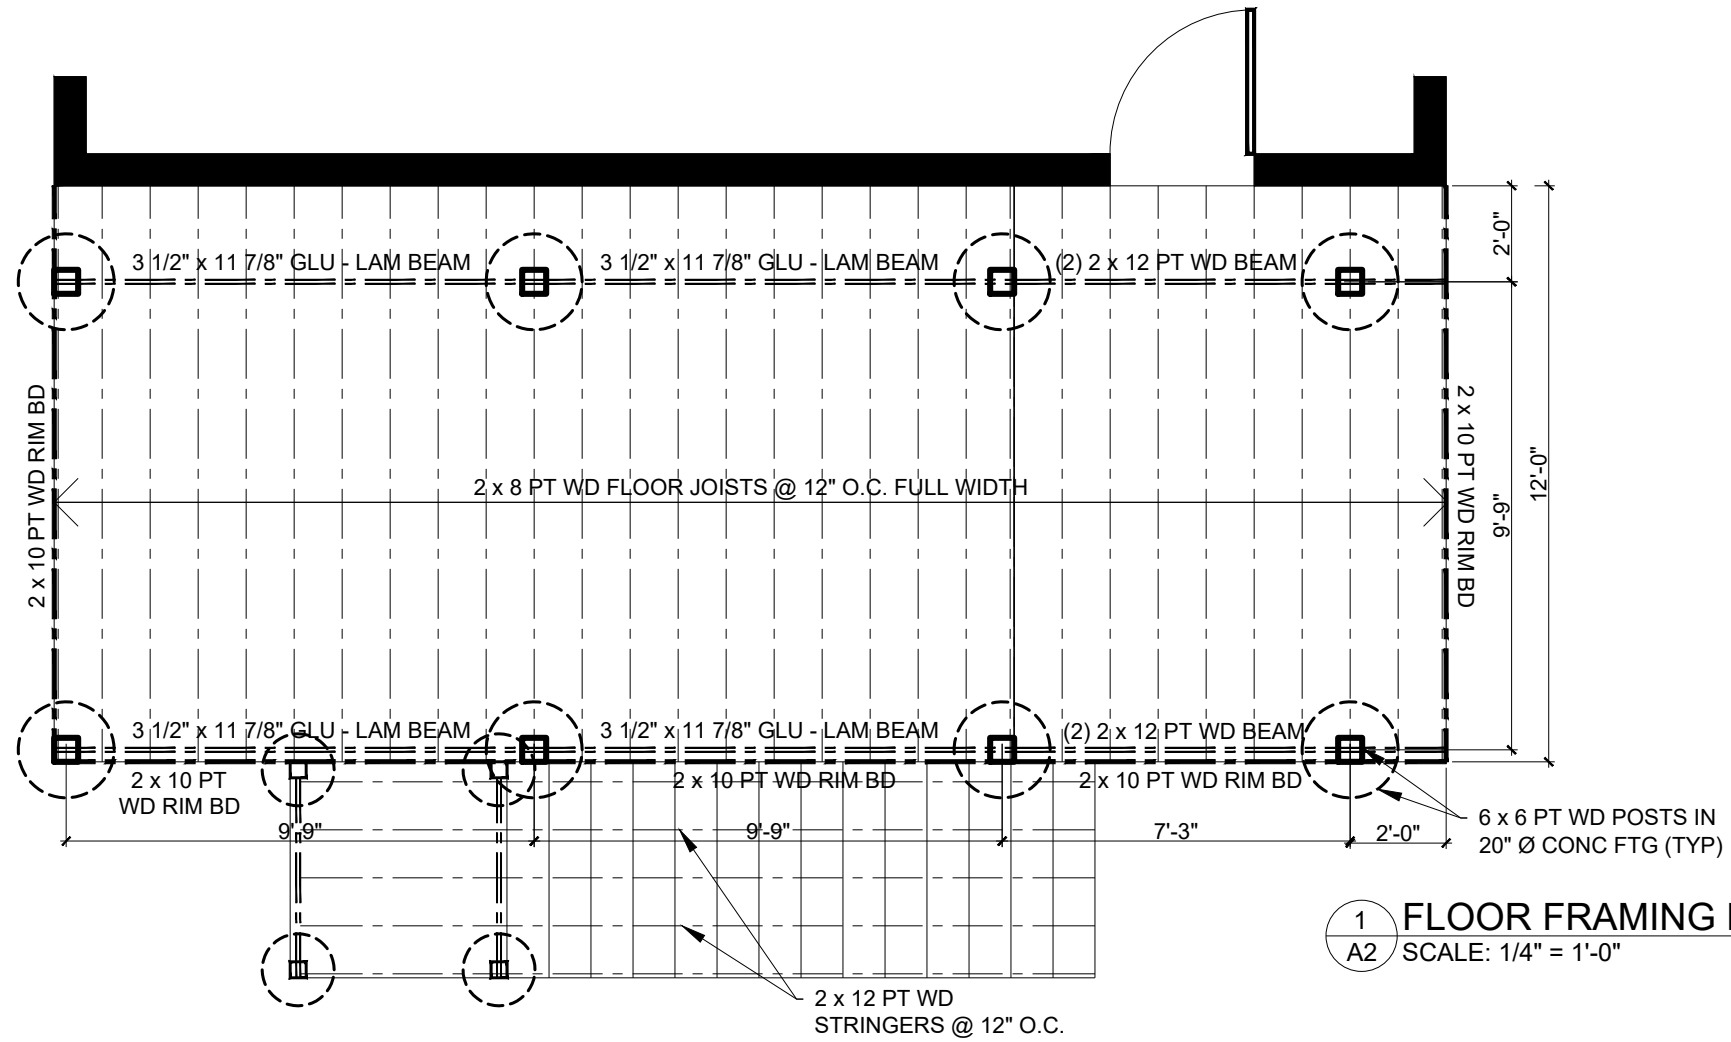 3 1/2" x 11 7/8" GLU - LAM BEAM
3 1/2" x 11 7/8" GLU - LAM BEAM
(2) 2 x 12 PT WD BEAM
2'-0"
2 x 10 PT WD RIM BD
2 x 8 PT WD FLOOR JOISTS @ 12" O.C. FULL WIDTH
2 x 10 PT WD RIM BD
9'-9"
12'-0"
3 1/2" x 11 7/8" GLU - LAM BEAM
3 1/2" x 11 7/8" GLU - LAM BEAM
(2) 2 x 12 PT WD BEAM
2 x 10 PT
WD RIM BD
2 x 10 PT WD RIM BD
2 x 10 PT WD RIM BD
9'-9"
9'-9"
7'-3"
2'-0"
6 x 6 PT WD POSTS IN
20" Ø CONC FTG (TYP)
1
A2
FLOOR FRAMING
SCALE: 1/4" = 1'-0"
2 x 12 PT WD
STRINGERS @ 12" O.C.